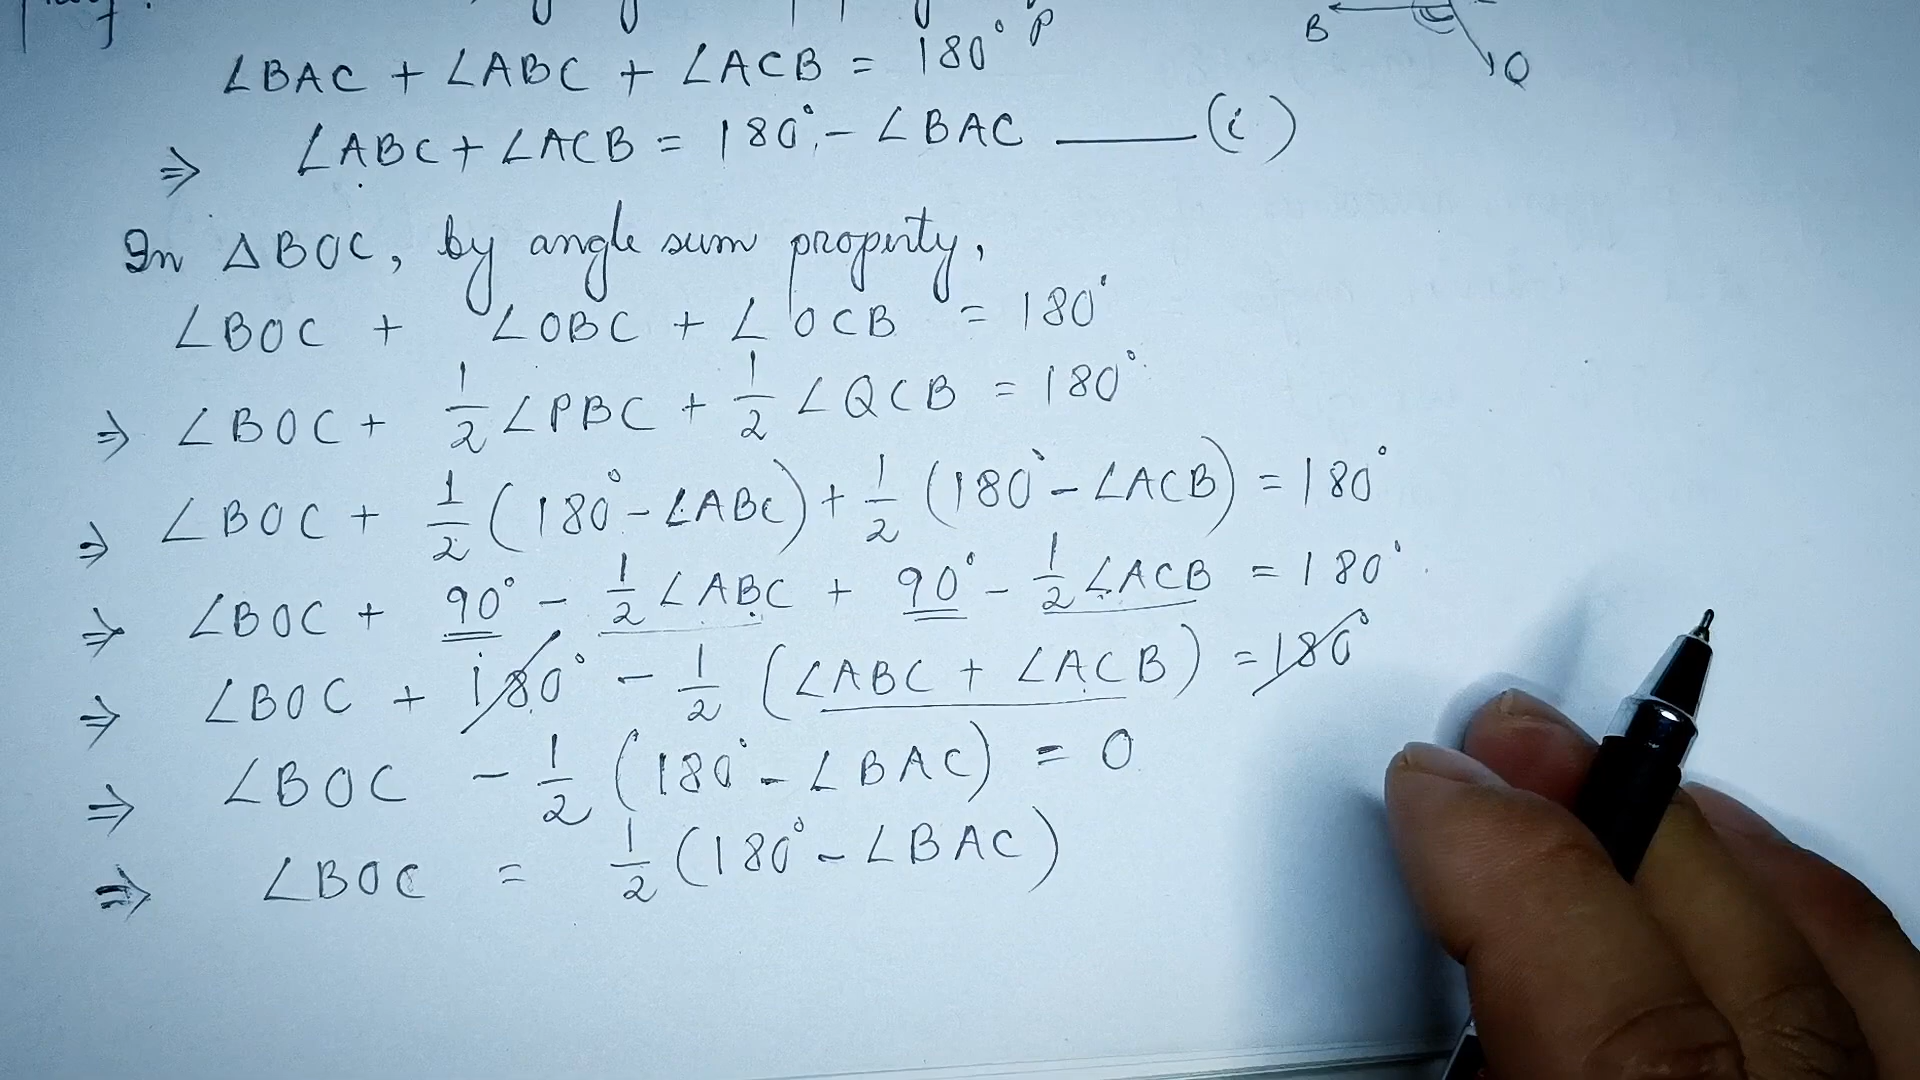 P
B
Q
∠BAC + ∠ABC + ∠ACB = 180°
⇒ ∠ABC + ∠ACB = 180° - ∠BAC ——(i)
In △BOC, by angle sum property,
∠BOC + ∠OBC + ∠OCB = 180°
⇒ ∠BOC + 1/2 ∠PBC + 1/2 ∠QCB = 180°
⇒ ∠BOC + 1/2 (180° - ∠ABC) + 1/2 (180° - ∠ACB) = 180°
⇒ ∠BOC + 90° - 1/2 ∠ABC + 90° - 1/2 ∠ACB = 180°
⇒ ∠BOC + 180° - 1/2 (∠ABC + ∠ACB) = 180°
⇒ ∠BOC - 1/2 (180° - ∠BAC) = 0
⇒ ∠BOC = 1/2 (180° - ∠BAC)